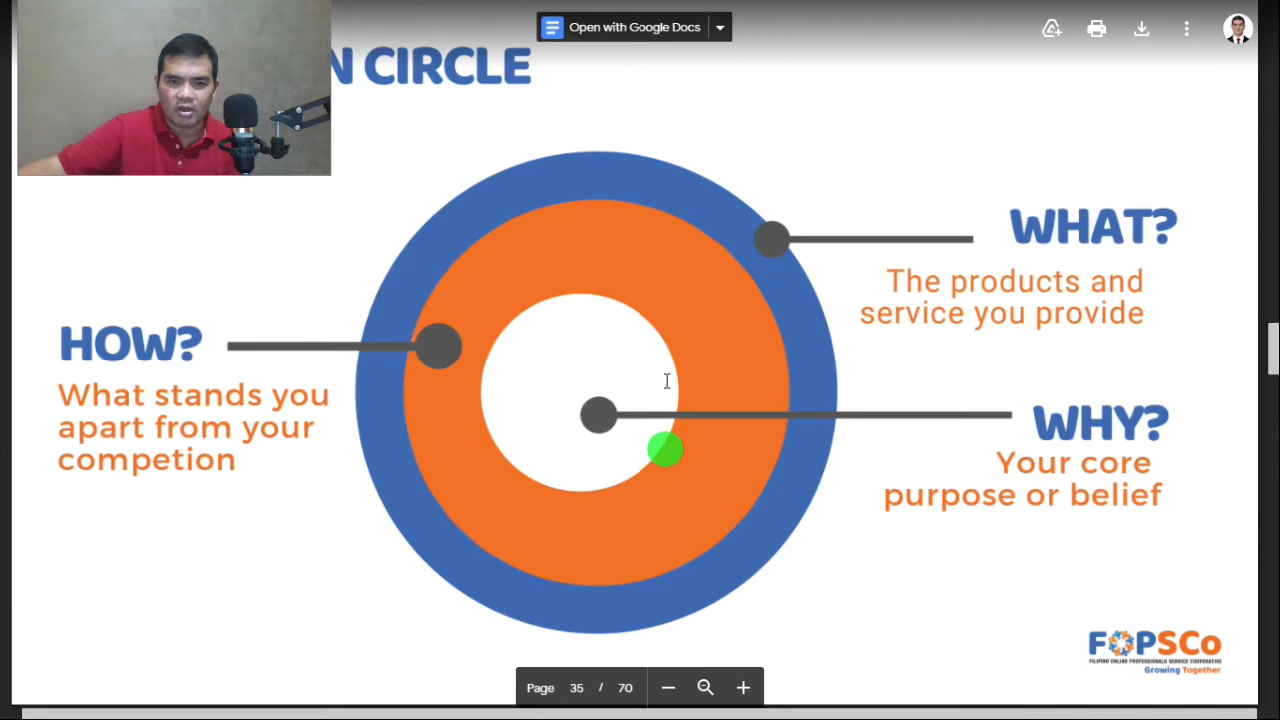 Open with Google Docs
N CIRCLE
WHAT?
The products and
service you provide
HOW?
What stands you
apart from your
competion
WHY?
Your core
purpose or belief
FOPSCo
FILIPINO ONLINE PROFESSIONALS SERVICE COOPERATIVE
Growing Together
Page 35 / 70